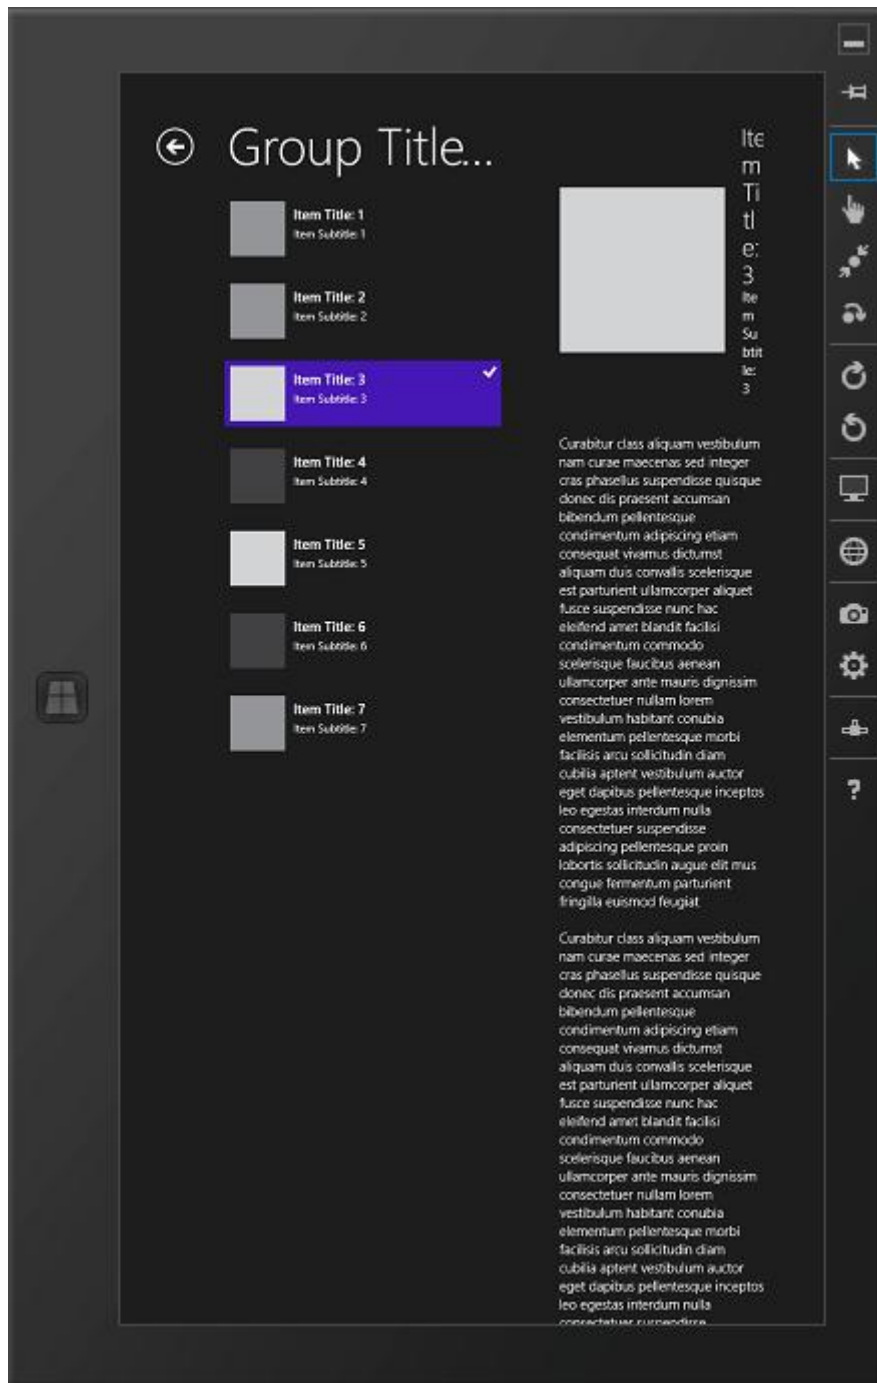 Group Title...
Item Title: 1
Item Subtitle: 1
Item Title: 2
Item Subtitle: 2
Item Title: 3
Item Subtitle: 3
Item Title: 4
Item Subtitle: 4
Item Title: 5
Item Subtitle: 5
Item Title: 6
Item Subtitle: 6
Item Title: 7
Item Subtitle: 7
Ite
m
Ti
tl
e:
3
Ite
m
Su
btit
le:
3
Curabitur class aliquam vestibulum
nam curae maecenas sed integer
cras phasellus suspendisse quisque
donec dis praesent accumsan
bibendum pellentesque
condimentum adipiscing etiam
consequat vivamus dictumst
aliquam duis convallis scelerisque
est parturient ullamcorper aliquet
fusce suspendisse nunc hac
eleifend amet blandit facilisi
condimentum commodo
scelerisque faucibus aenean
ullamcorper ante mauris dignissim
consectetuer nullam lorem
vestibulum habitant conubia
elementum pellentesque morbi
facilisis arcu sollicitudin diam
cubilia aptent vestibulum auctor
eget dapibus pellentesque inceptos
leo egestas interdum nulla
consectetuer suspendisse
adipiscing pellentesque proin
lobortis sollicitudin augue elit mus
congue fermentum parturient
fringilla euismod feugiat
Curabitur class aliquam vestibulum
nam curae maecenas sed integer
cras phasellus suspendisse quisque
donec dis praesent accumsan
bibendum pellentesque
condimentum adipiscing etiam
consequat vivamus dictumst
aliquam duis convallis scelerisque
est parturient ullamcorper aliquet
fusce suspendisse nunc hac
eleifend amet blandit facilisi
condimentum commodo
scelerisque faucibus aenean
ullamcorper ante mauris dignissim
consectetuer nullam lorem
vestibulum habitant conubia
elementum pellentesque morbi
facilisis arcu sollicitudin diam
cubilia aptent vestibulum auctor
eget dapibus pellentesque inceptos
leo egestas interdum nulla
consectetuer suspendisse
?